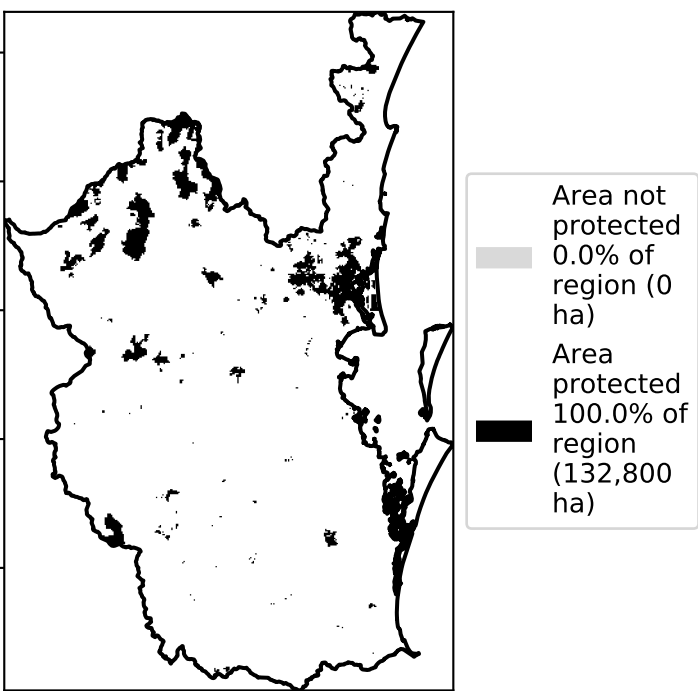 Area not
protected
0.0% of
region (0
ha)
Area
protected
100.0% of
region
(132,800
ha)